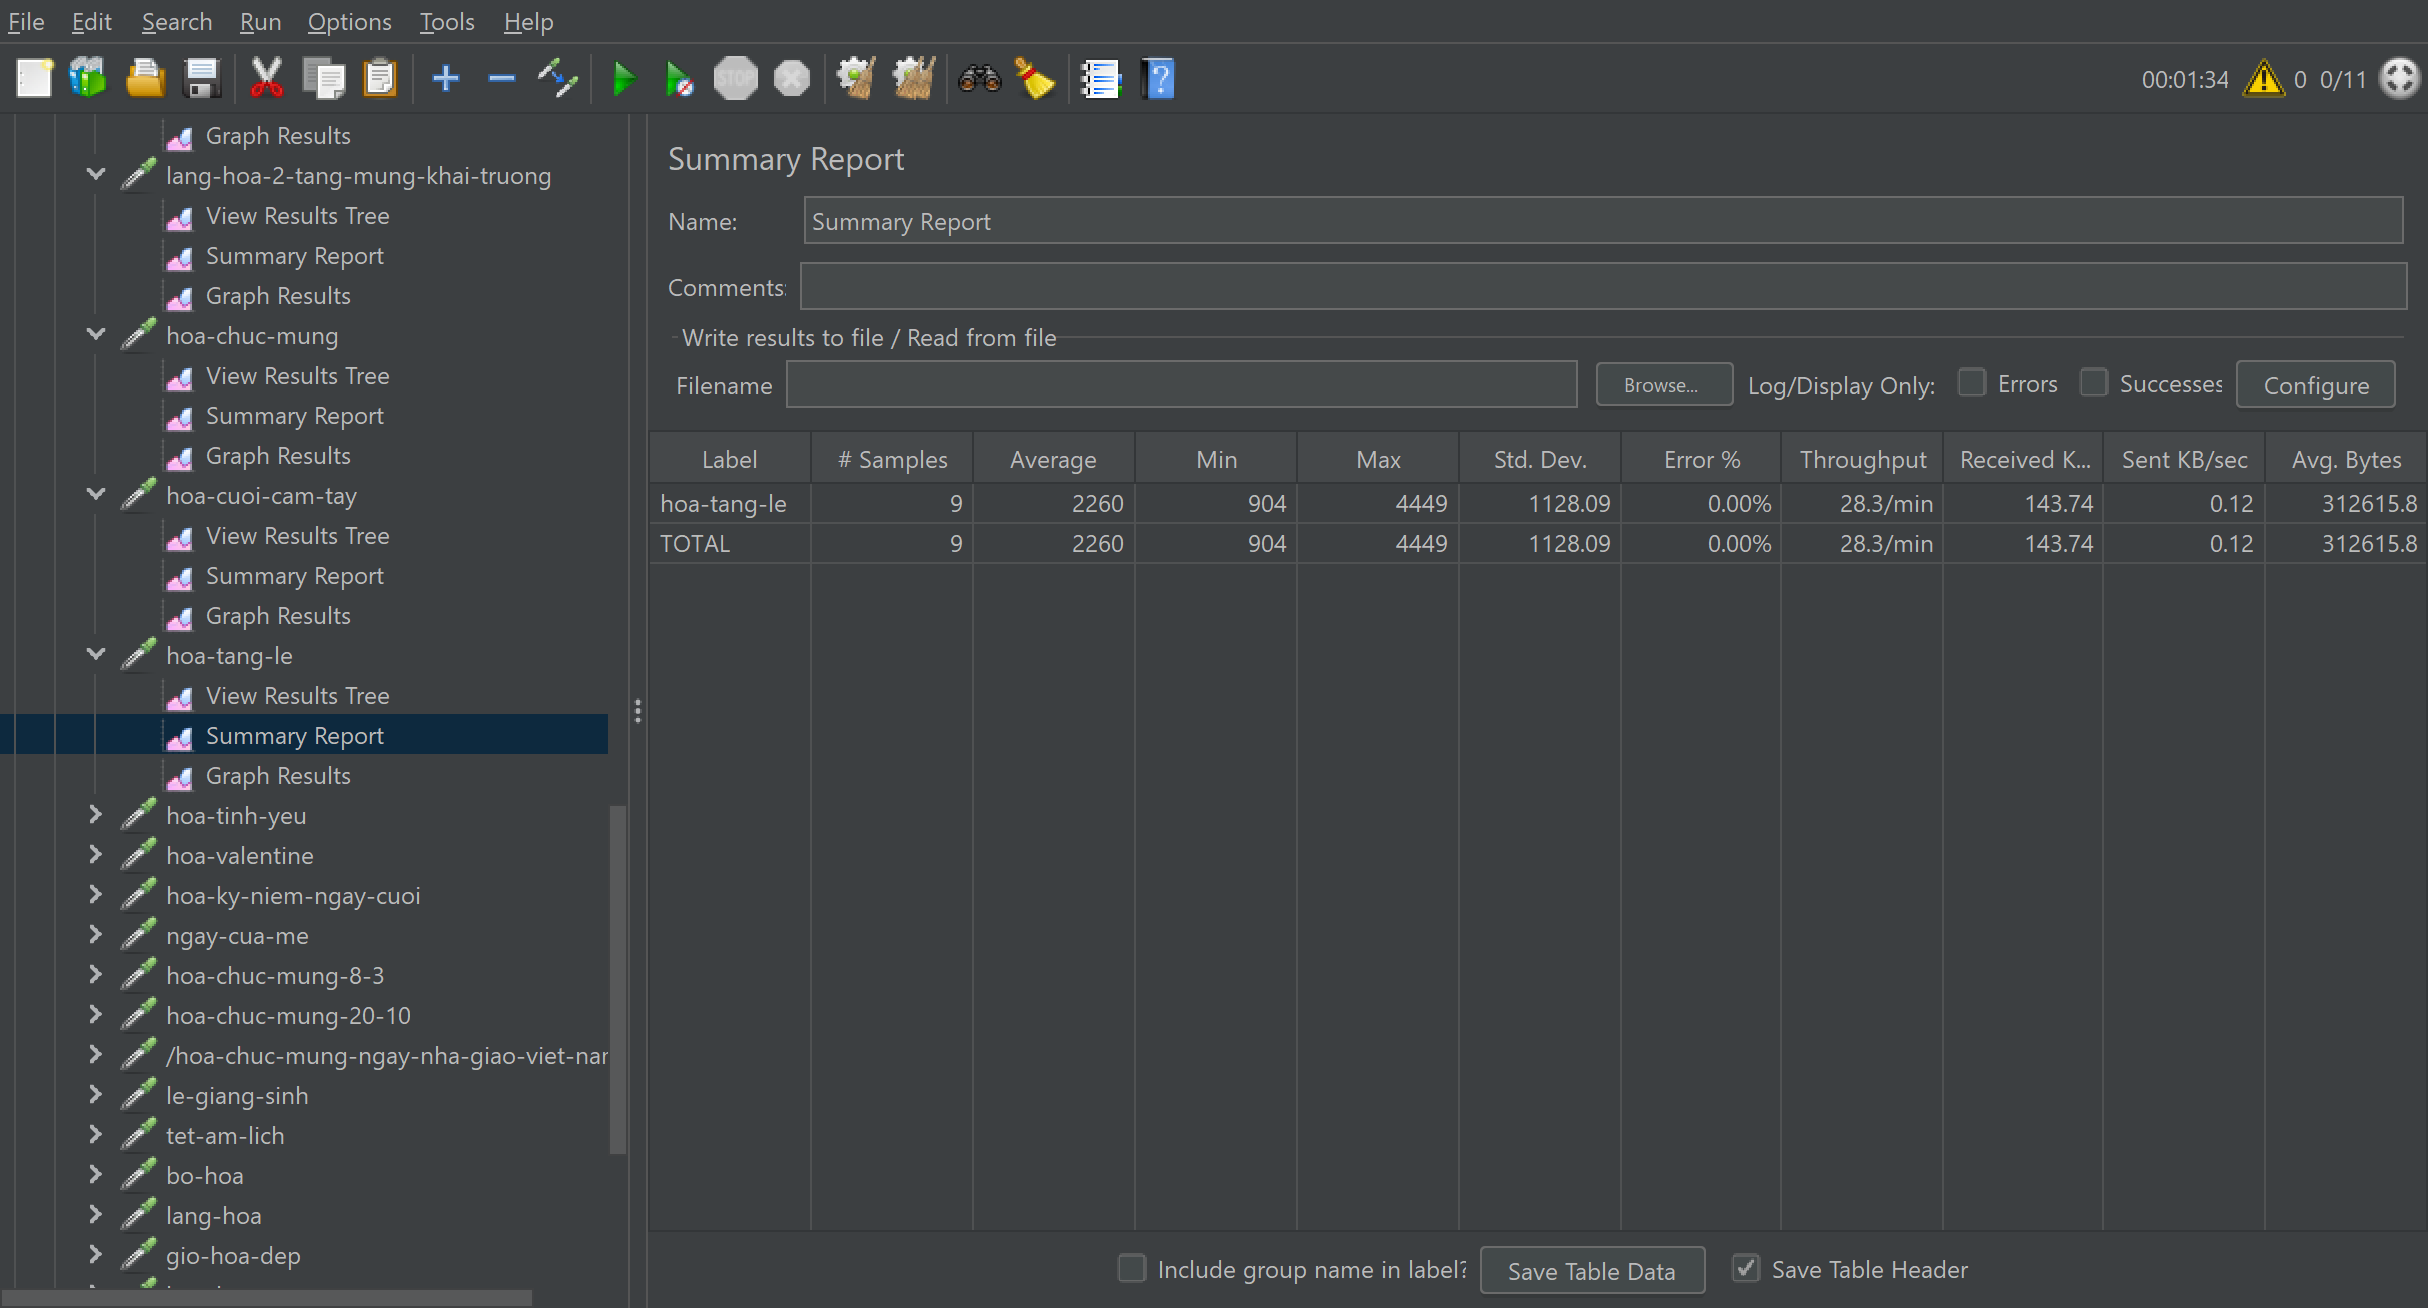 File Edit Search Run Options Tools Help
STOP
00:01:34 0 0/11
Graph Results
lang-hoa-2-tang-mung-khai-truong
View Results Tree
Summary Report
Graph Results
hoa-chuc-mung
View Results Tree
Summary Report
Graph Results
hoa-cuoi-cam-tay
View Results Tree
Summary Report
Graph Results
hoa-tang-le
View Results Tree
Summary Report
Graph Results
hoa-tinh-yeu
hoa-valentine
hoa-ky-niem-ngay-cuoi
ngay-cua-me
hoa-chuc-mung-8-3
hoa-chuc-mung-20-10
/hoa-chuc-mung-ngay-nha-giao-viet-nar
le-giang-sinh
tet-am-lich
bo-hoa
lang-hoa
gio-hoa-dep
Summary Report
Name: Summary Report
Comments:
Write results to file / Read from file
Filename Browse... Log/Display Only: Errors Successes Configure
Label # Samples Average Min Max Std. Dev. Error % Throughput Received K... Sent KB/sec Avg. Bytes
hoa-tang-le 9 2260 904 4449 1128.09 0.00% 28.3/min 143.74 0.12 312615.8
TOTAL 9 2260 904 4449 1128.09 0.00% 28.3/min 143.74 0.12 312615.8
Include group name in label? Save Table Data Save Table Header